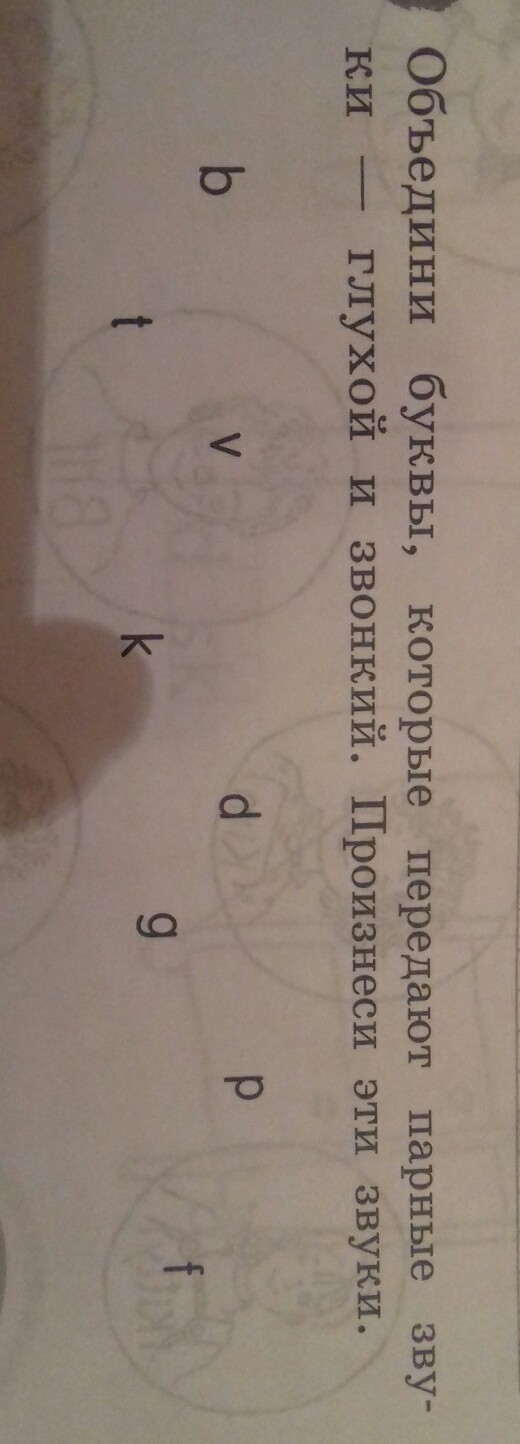 Объедини буквы, которые передают парные зву-
ки — глухой и звонкий. Произнеси эти звуки.
b v d p
t k g f